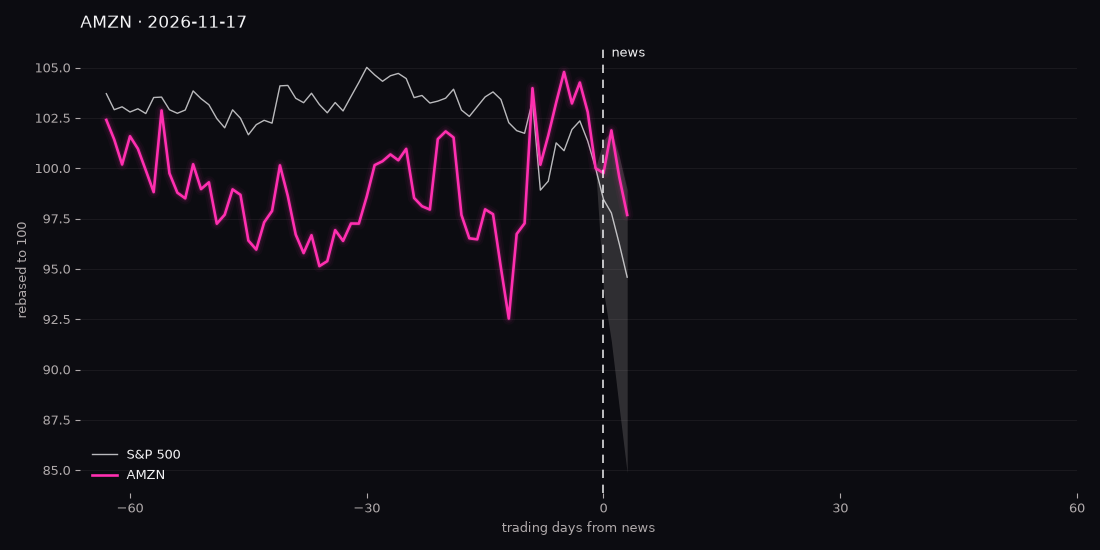 AMZN · 2026-11-17
news
105.0
102.5
100.0
97.5
95.0
92.5
90.0
87.5
85.0
rebased to 100
S&P 500
AMZN
−60
−30
0
30
60
trading days from news